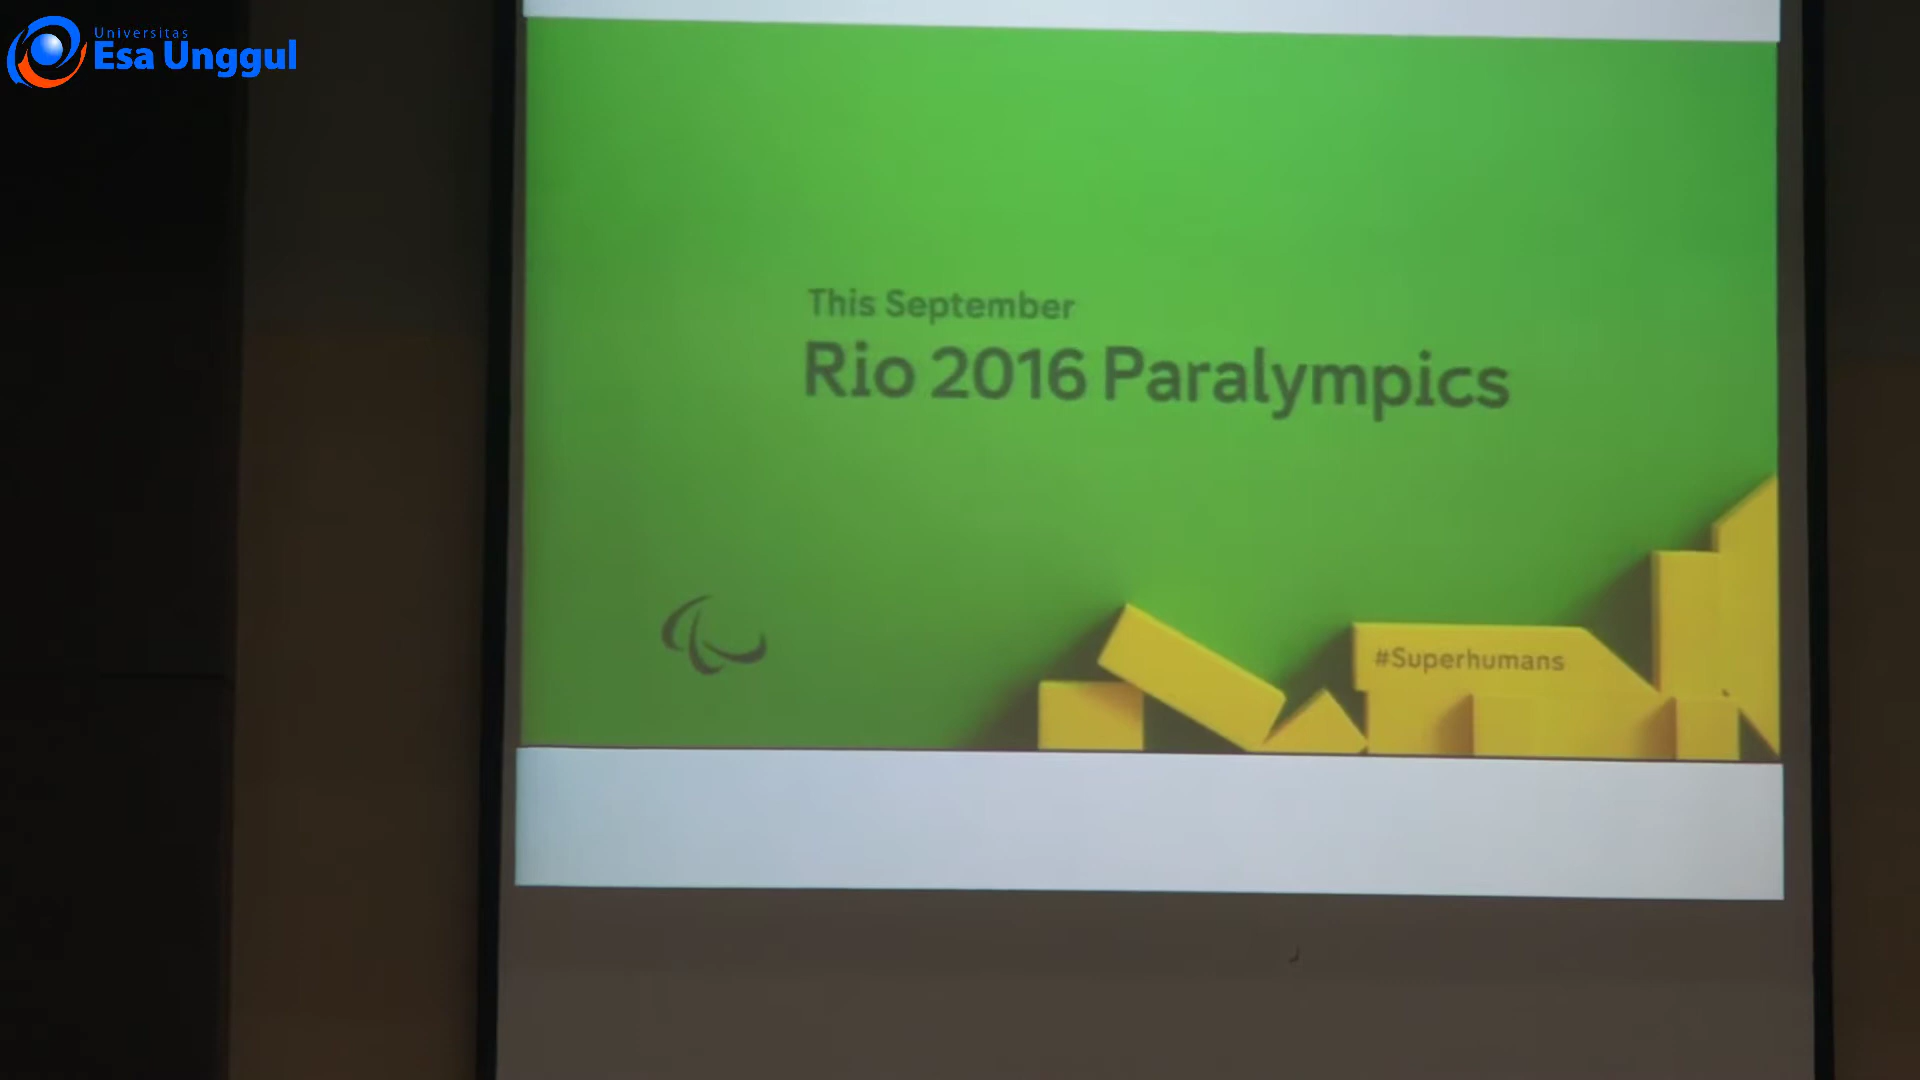 Universitas
Esa Unggul
This September
Rio 2016 Paralympics
#Superhumans